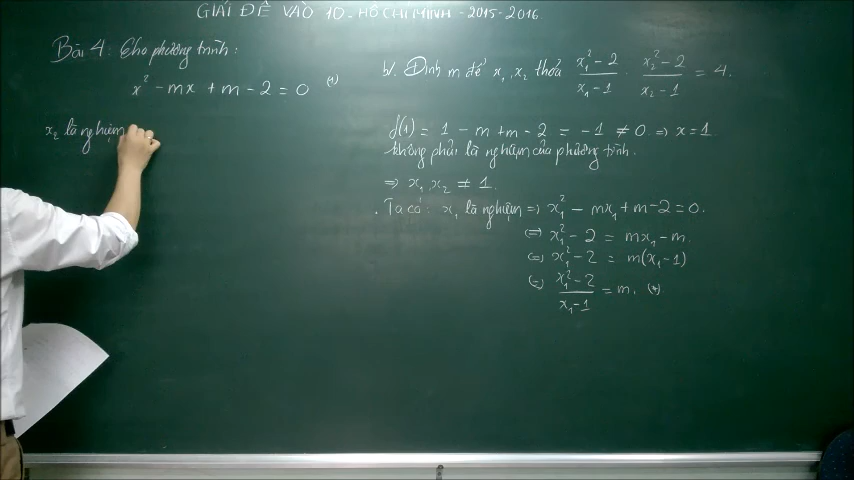 GIẢI ĐỀ VÀO 10 - HỒ CHÍ MINH - 2015-2016
Bài 4: Cho phương trình:
x² - mx + m - 2 = 0 (1)
x₂ là nghiệm
b/. Định m để x₁, x₂ thỏa (x₁² - 2)/(x₁ - 1) · (x₂² - 2)/(x₂ - 1) = 4.
f(1) = 1 - m + m - 2 = -1 ≠ 0 ⇒ x = 1
không phải là nghiệm của phương trình.
⇒ x₁, x₂ ≠ 1.
. Ta có: x₁ là nghiệm ⇒ x₁² - mx₁ + m - 2 = 0.
(=) x₁² - 2 = mx₁ - m.
(=) x₁² - 2 = m(x₁ - 1)
(=) (x₁² - 2)/(x₁ - 1) = m. (*)